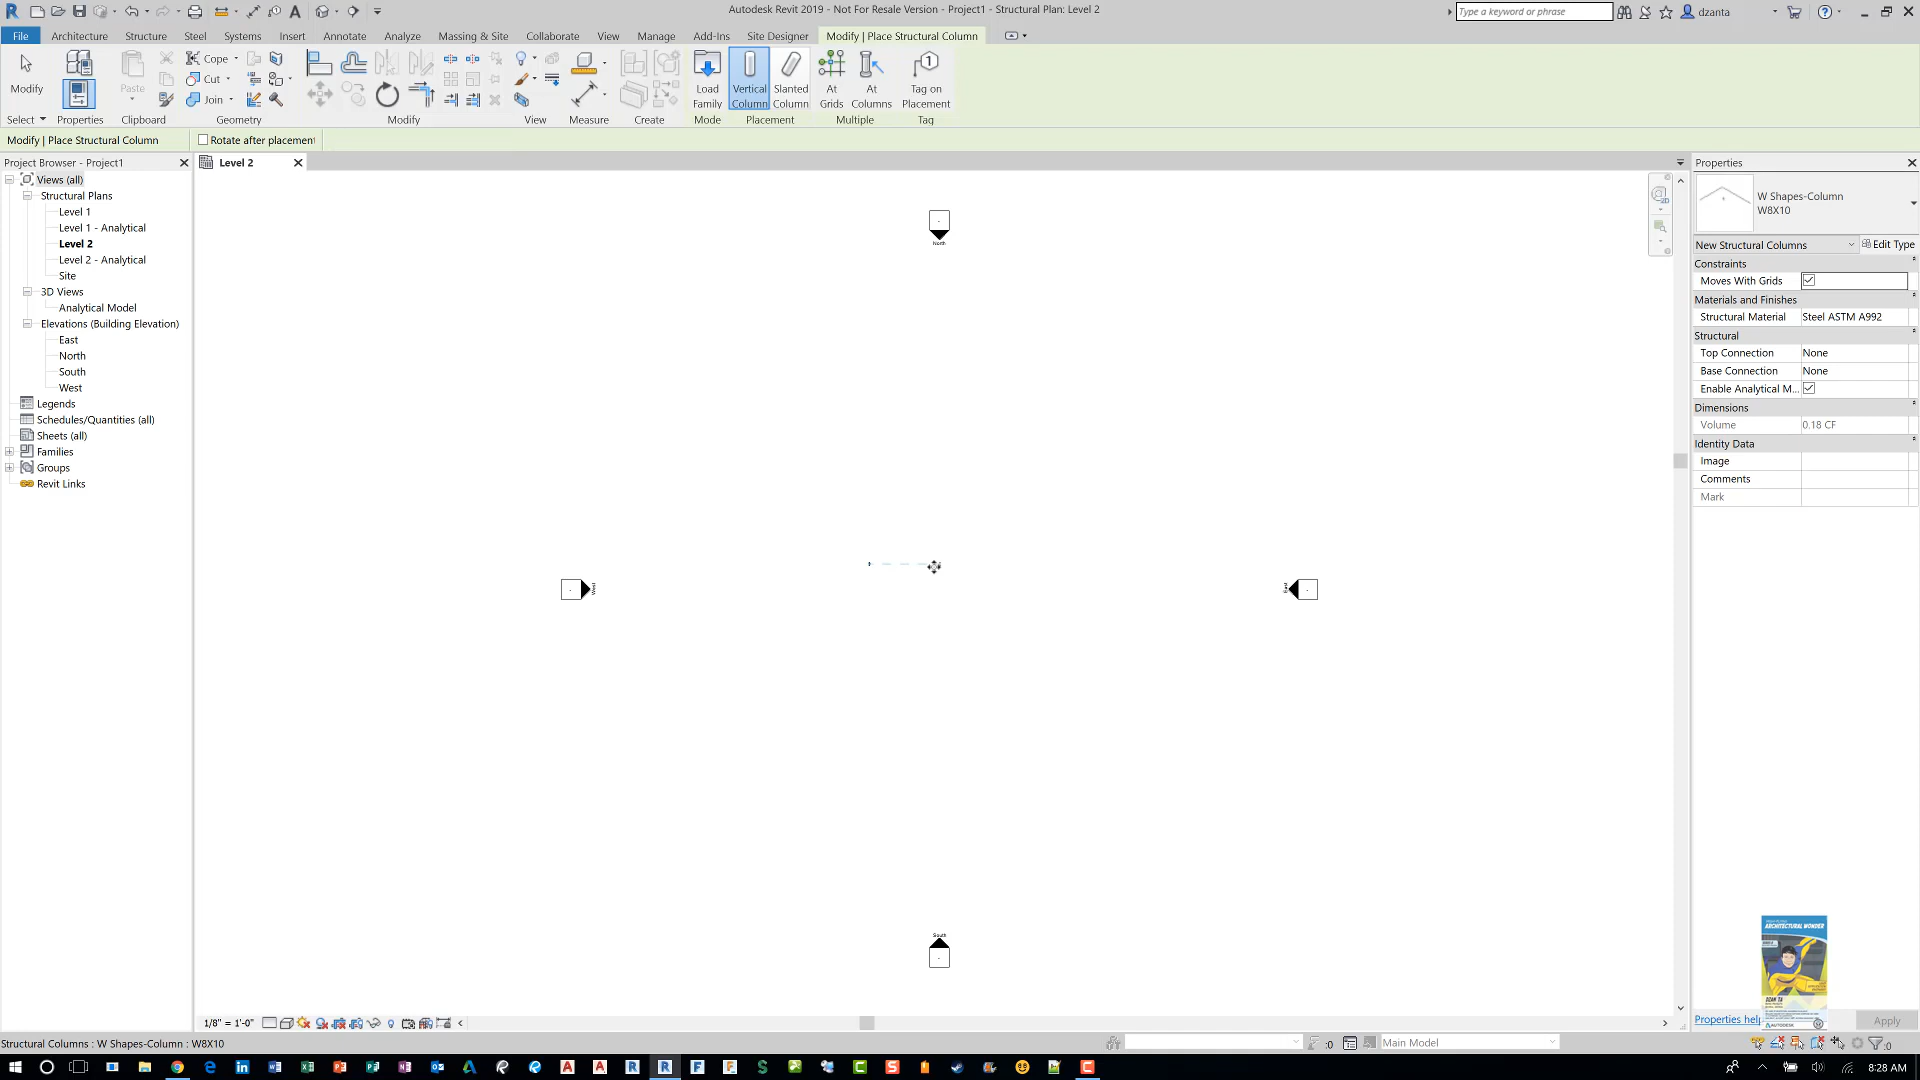 Autodesk Revit 2019 - Not For Resale Version - Project1 - Structural Plan: Level 2
Type a keyword or phrase
dzanta
File
Architecture
Structure
Steel
Systems
Insert
Annotate
Analyze
Massing & Site
Collaborate
View
Manage
Add-Ins
Site Designer
Modify | Place Structural Column
Modify
Paste
Cope
Cut
Join
Load Family
Vertical Column
Slanted Column
At Grids
At Columns
Tag on Placement
Select
Properties
Clipboard
Geometry
Modify
View
Measure
Create
Mode
Placement
Multiple
Tag
Modify | Place Structural Column
Rotate after placement
Project Browser - Project1
Views (all)
Structural Plans
Level 1
Level 1 - Analytical
Level 2
Level 2 - Analytical
Site
3D Views
Analytical Model
Elevations (Building Elevation)
East
North
South
West
Legends
Schedules/Quantities (all)
Sheets (all)
Families
Groups
Revit Links
Level 2
North
West
East
South
Properties
W Shapes-Column
W8X10
New Structural Columns
Edit Type
Constraints
Moves With Grids
Materials and Finishes
Structural Material
Steel ASTM A992
Structural
Top Connection
None
Base Connection
None
Enable Analytical M...
Dimensions
Volume
0.18 CF
Identity Data
Image
Comments
Mark
ARCHITECTURAL WONDER
AUTODESK
Properties help
Apply
1/8" = 1'-0"
Structural Columns : W Shapes-Column : W8X10
:0
Main Model
:0
8:28 AM